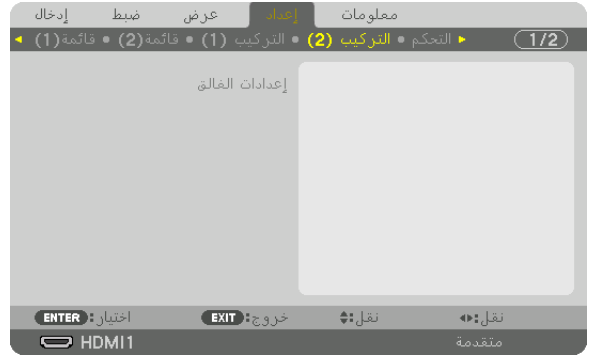 إدخال ضبط عرض إعداد معلومات
قائمة(1) • قائمة(2) • التركيب (1) • التركيب (2) • التحكم 1/2
إعدادات الغالق
ENTER :اختيار EXIT :خروج نقل: نقل:
HDMI1 متقدمة